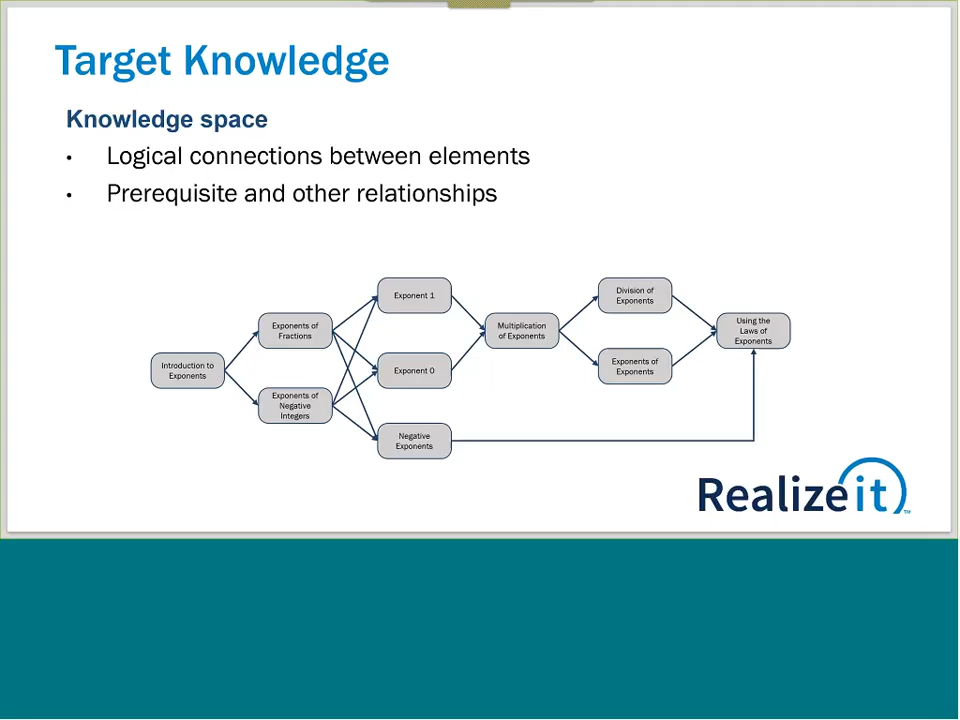 Target Knowledge
Knowledge space
• Logical connections between elements
• Prerequisite and other relationships
Introduction to
Exponents
Exponents of
Fractions
Exponents of
Negative
Integers
Exponent 1
Exponent 0
Negative
Exponents
Multiplication
of Exponents
Division of
Exponents
Exponents of
Exponents
Using the
Laws of
Exponents
Realizeit™